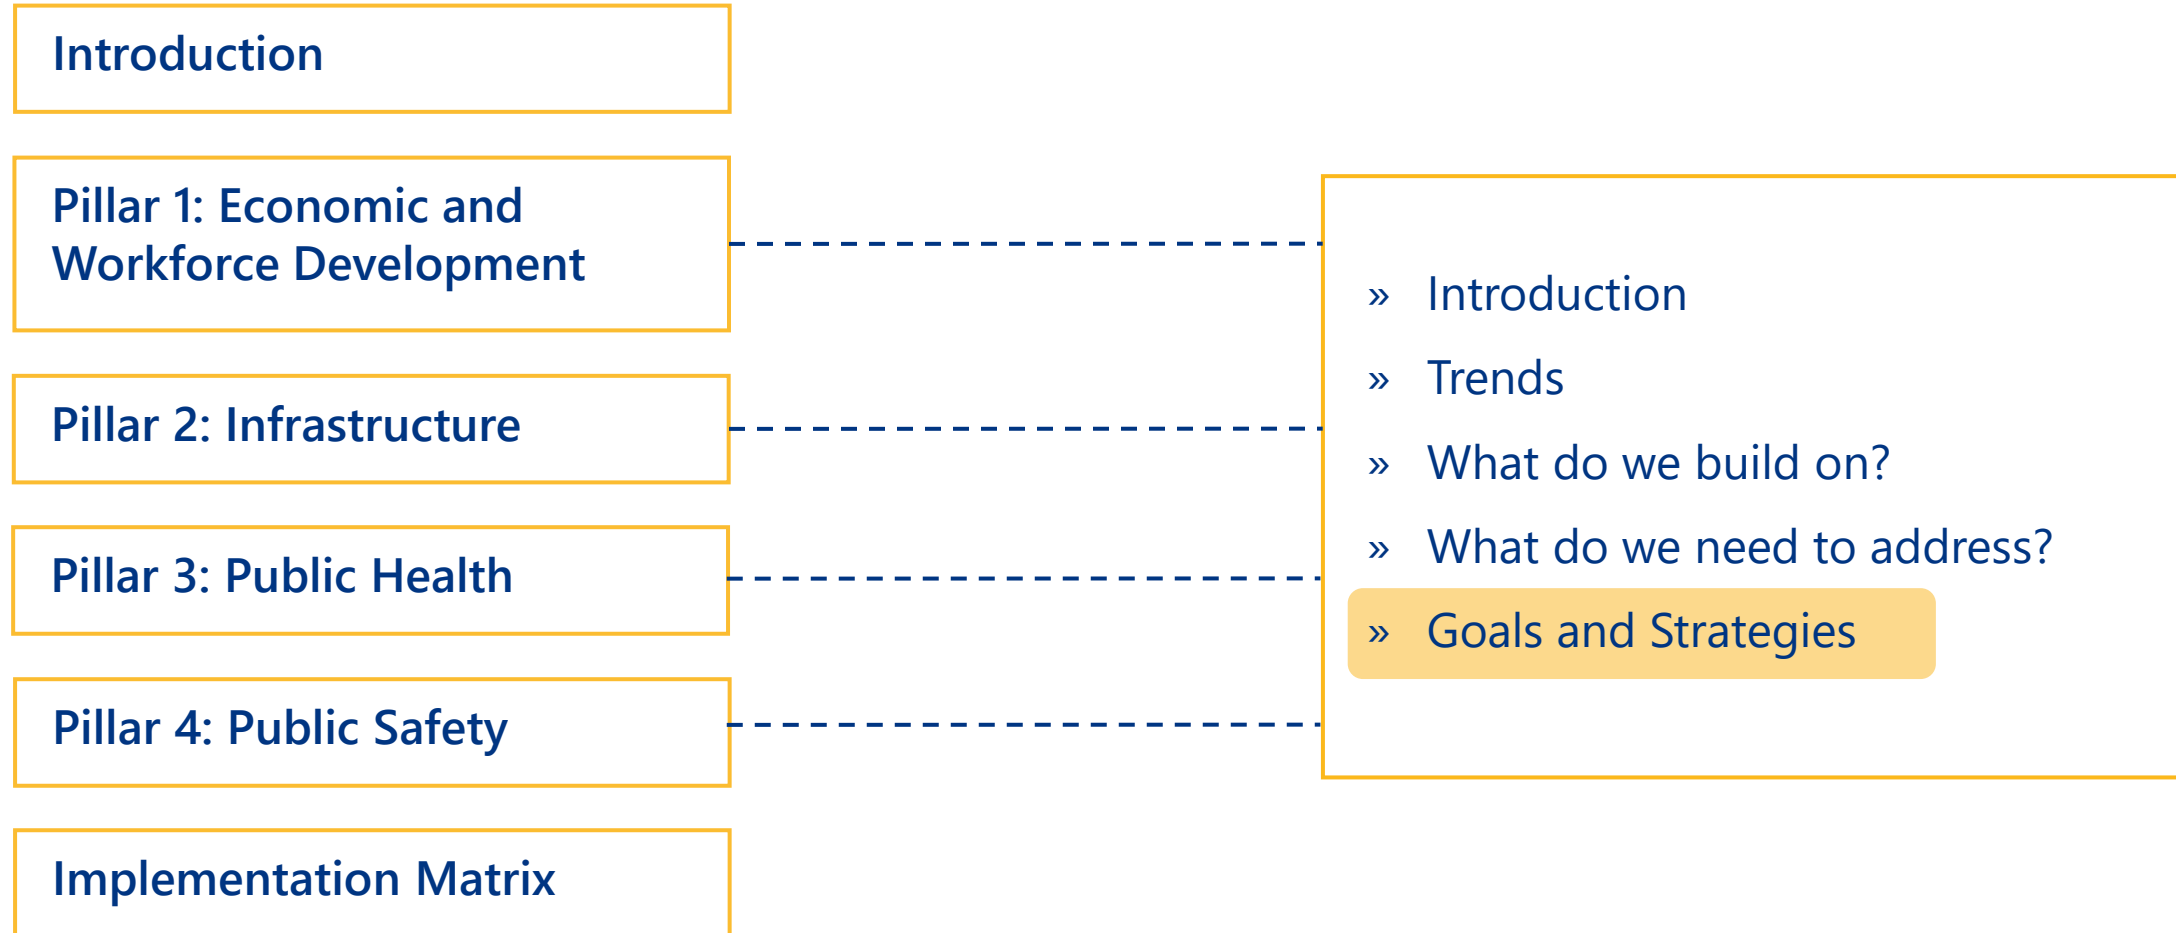 Introduction
Pillar 1: Economic and
Workforce Development
Pillar 2: Infrastructure
Pillar 3: Public Health
Pillar 4: Public Safety
Implementation Matrix
» Introduction
» Trends
» What do we build on?
» What do we need to address?
» Goals and Strategies